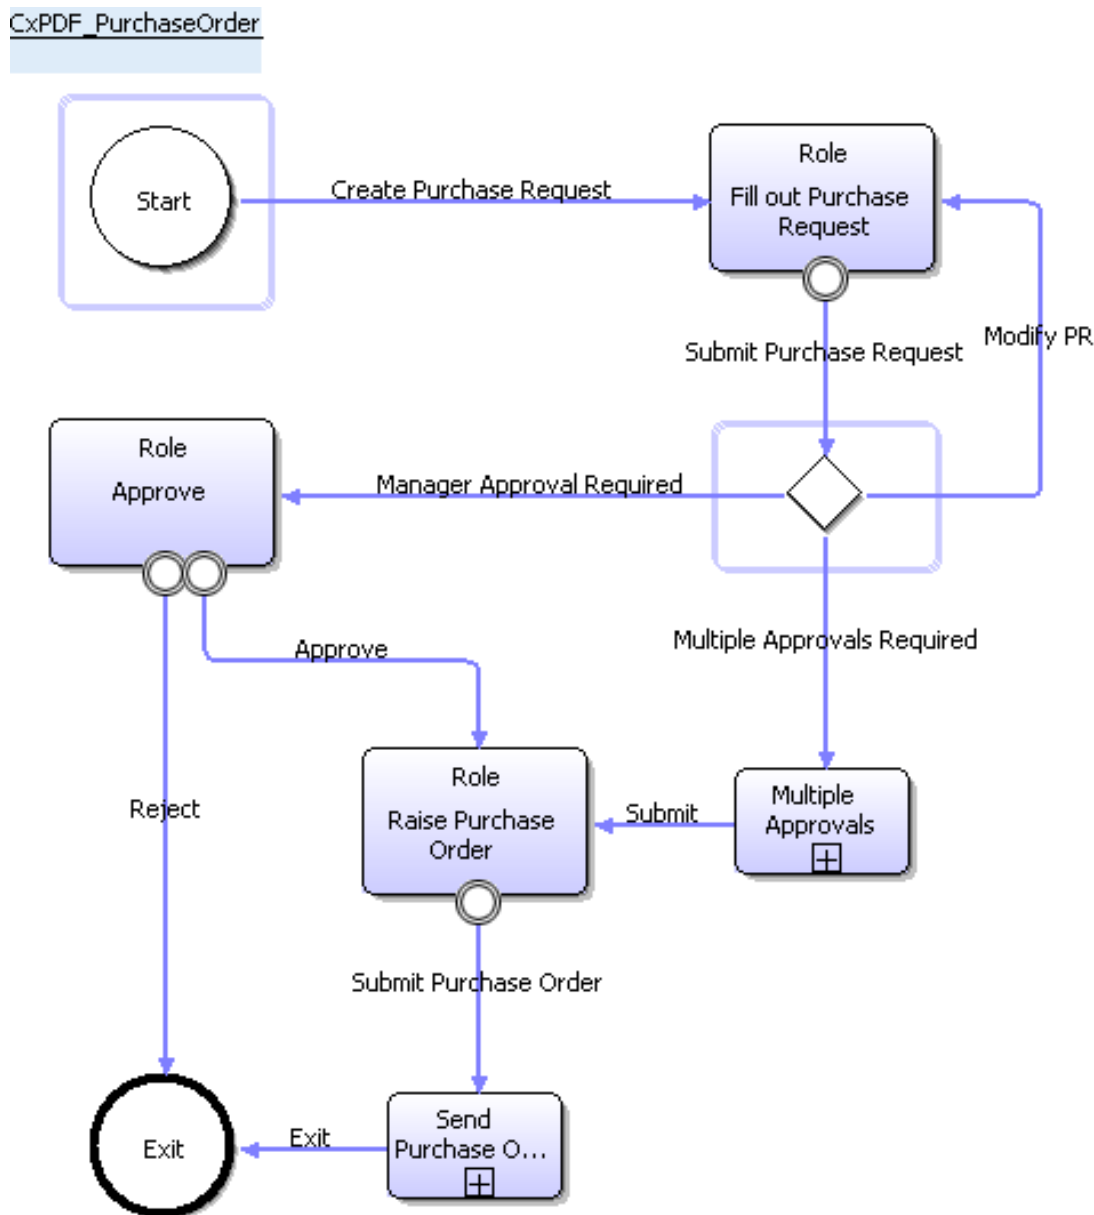 CxPDF_PurchaseOrder
Start
Create Purchase Request
Role
Fill out Purchase
Request
Submit Purchase Request
Modify PR
Role
Approve
Manager Approval Required
Approve
Multiple Approvals Required
Reject
Role
Raise Purchase
Order
Submit
Multiple
Approvals
Submit Purchase Order
Exit
Exit
Send
Purchase O...